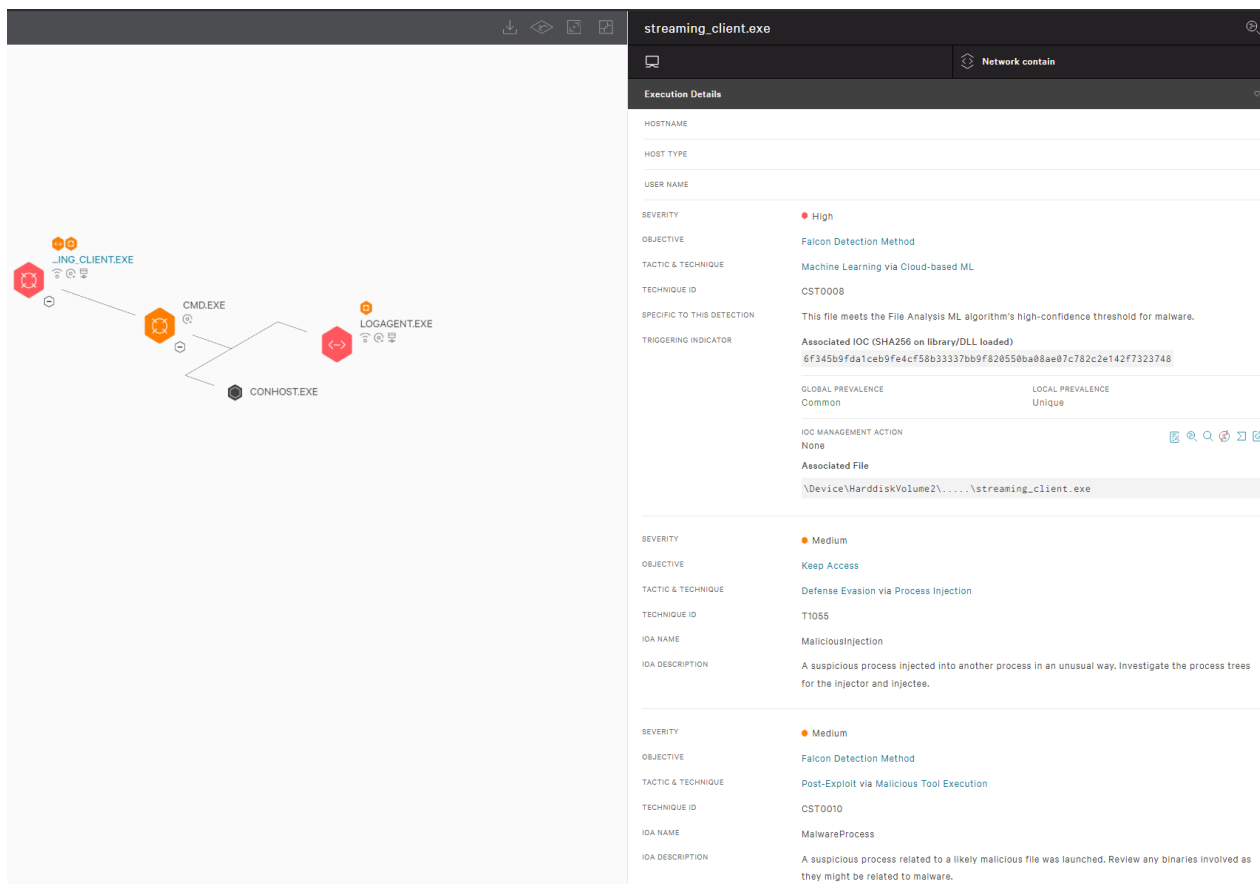 streaming_client.exe
Network contain
Execution Details
HOSTNAME
HOST TYPE
USER NAME
SEVERITY
High
OBJECTIVE
Falcon Detection Method
TACTIC & TECHNIQUE
Machine Learning via Cloud-based ML
TECHNIQUE ID
CST0008
SPECIFIC TO THIS DETECTION
This file meets the File Analysis ML algorithm's high-confidence threshold for malware.
TRIGGERING INDICATOR
Associated IOC (SHA256 on library/DLL loaded)
6f345b9fda1ceb9fe4cf58b33337bb9f820550ba08ae07c782c2e142f7323748
GLOBAL PREVALENCE
Common
LOCAL PREVALENCE
Unique
IOC MANAGEMENT ACTION
None
Associated File
\Device\HarddiskVolume2\.....\streaming_client.exe
SEVERITY
Medium
OBJECTIVE
Keep Access
TACTIC & TECHNIQUE
Defense Evasion via Process Injection
TECHNIQUE ID
T1055
IOA NAME
MaliciousInjection
IOA DESCRIPTION
A suspicious process injected into another process in an unusual way. Investigate the process trees
for the injector and injectee.
SEVERITY
Medium
OBJECTIVE
Falcon Detection Method
TACTIC & TECHNIQUE
Post-Exploit via Malicious Tool Execution
TECHNIQUE ID
CST0010
IOA NAME
MalwareProcess
IOA DESCRIPTION
A suspicious process related to a likely malicious file was launched. Review any binaries involved as
they might be related to malware.
...ING_CLIENT.EXE
CMD.EXE
LOGAGENT.EXE
CONHOST.EXE